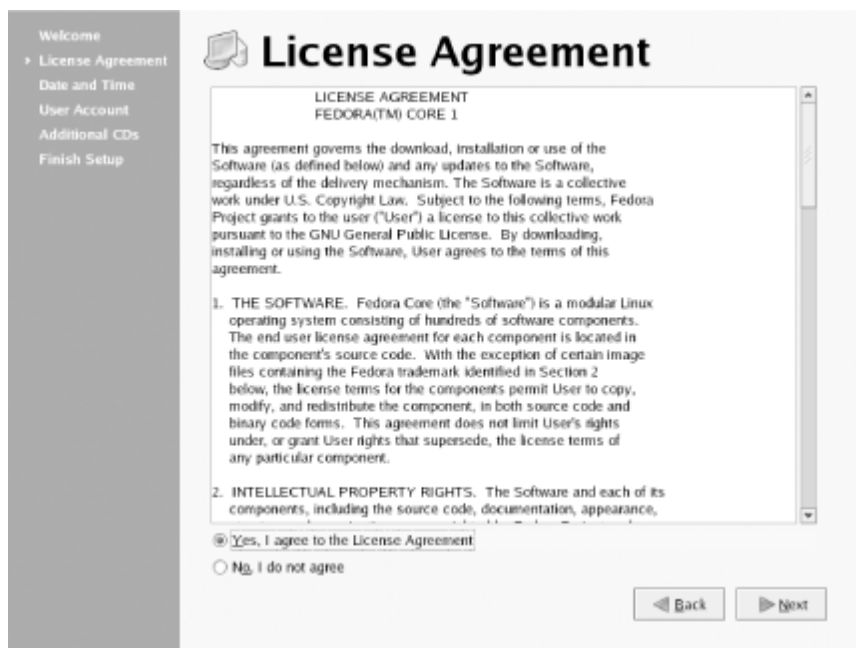 Welcome
License Agreement
Date and Time
User Account
Additional CDs
Finish Setup
License Agreement
LICENSE AGREEMENT
FEDORA(TM) CORE 1
This agreement governs the download, installation or use of the
Software (as defined below) and any updates to the Software,
regardless of the delivery mechanism. The Software is a collective
work under U.S. Copyright Law. Subject to the following terms, Fedora
Project grants to the user ("User") a license to this collective work
pursuant to the GNU General Public License. By downloading,
installing or using the Software, User agrees to the terms of this
agreement.
1. THE SOFTWARE. Fedora Core (the "Software") is a modular Linux
operating system consisting of hundreds of software components.
The end user license agreement for each component is located in
the component's source code. With the exception of certain image
files containing the Fedora trademark identified in Section 2
below, the license terms for the components permit User to copy,
modify, and redistribute the component, in both source code and
binary code forms. This agreement does not limit User's rights
under, or grant User rights that supersede, the license terms of
any particular component.
2. INTELLECTUAL PROPERTY RIGHTS. The Software and each of its
components, including the source code, documentation, appearance,
Yes, I agree to the License Agreement
No, I do not agree
Back
Next